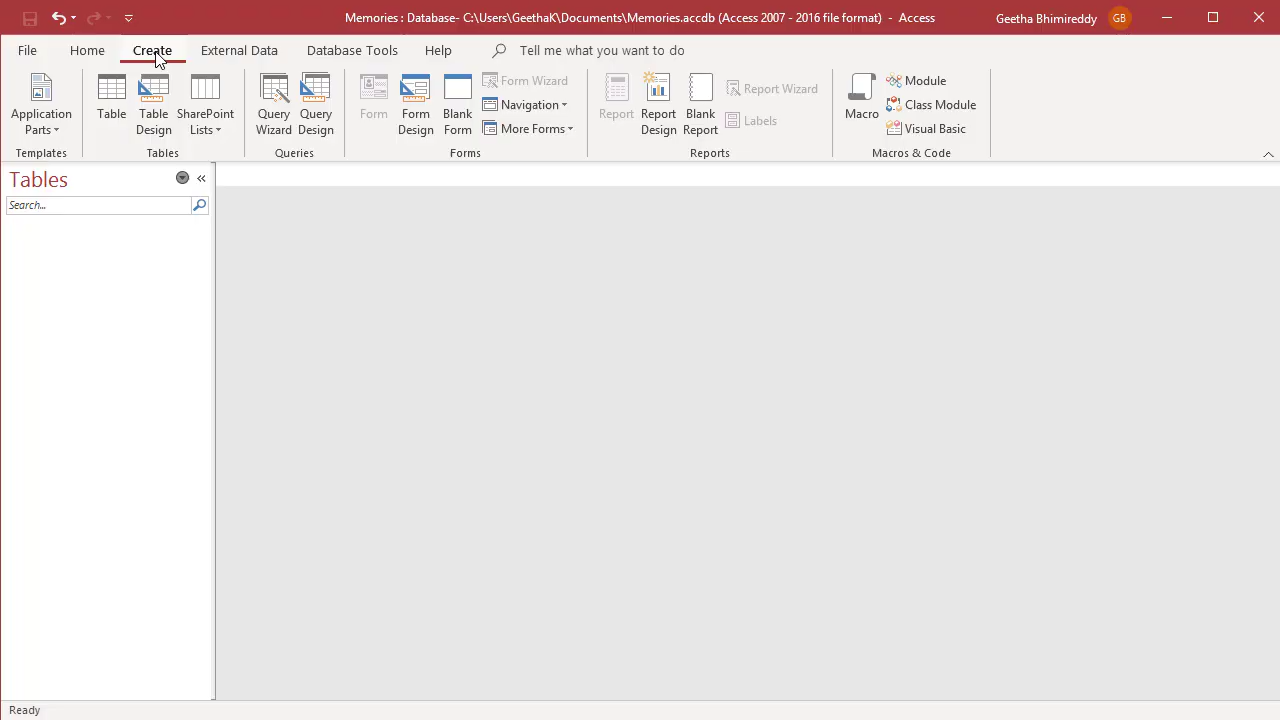 Memories : Database- C:\Users\GeethaK\Documents\Memories.accdb (Access 2007 - 2016 file format) - Access
Geetha Bhimireddy GB
File Home Create External Data Database Tools Help Tell me what you want to do
Application Parts
Templates
Table
Table Design
SharePoint Lists
Tables
Query Wizard
Query Design
Queries
Form
Form Design
Blank Form
Form Wizard
Navigation
More Forms
Forms
Report
Report Design
Blank Report
Report Wizard
Labels
Reports
Macro
Module
Class Module
Visual Basic
Macros & Code
Tables
Search...
Ready